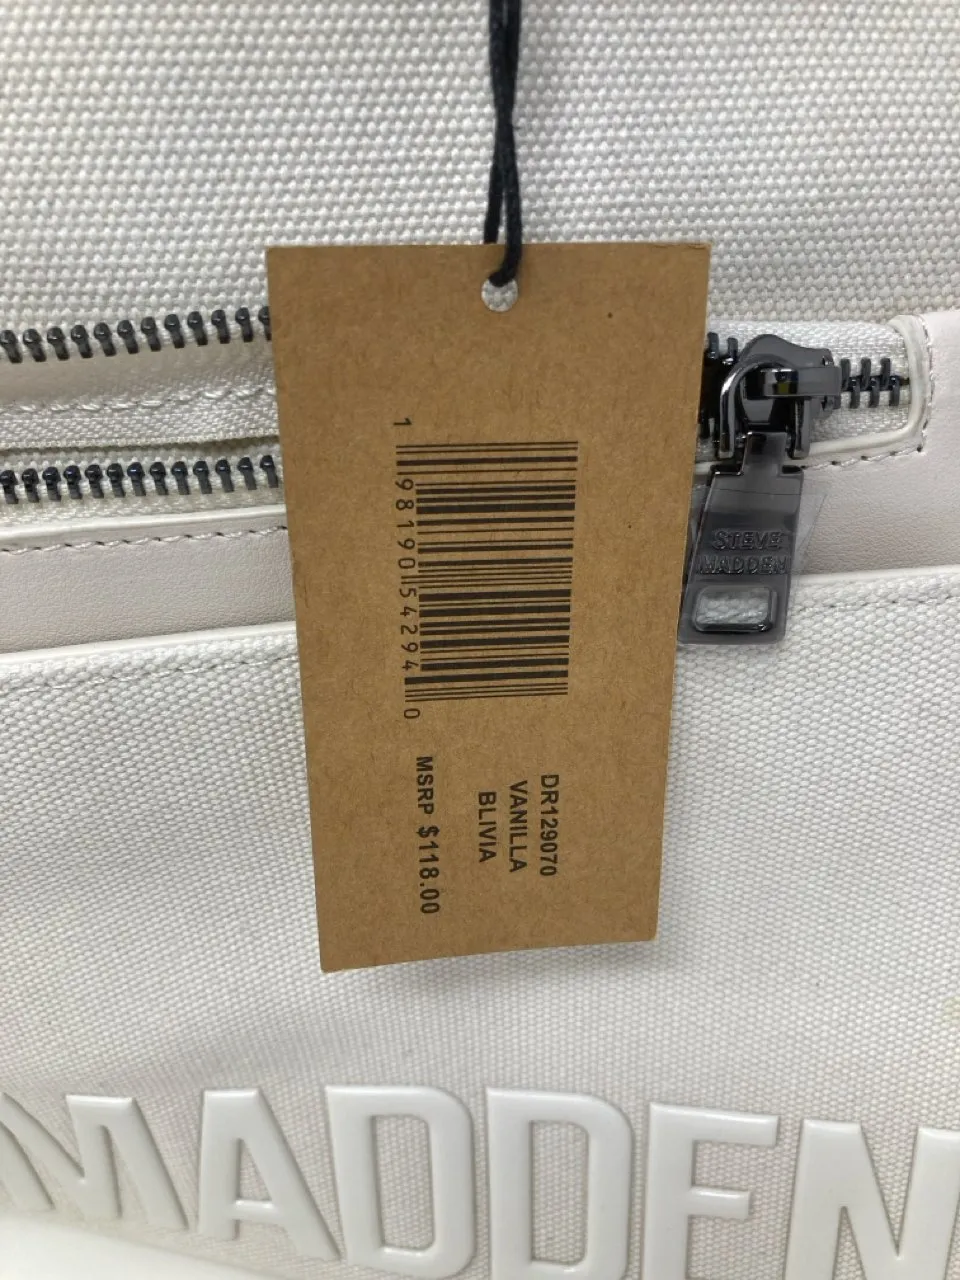 1 98190 54294 0
DR129070
VANILLA
BLIVIA
MSRP $118.00
STEVE
MADDEN
MADDEN